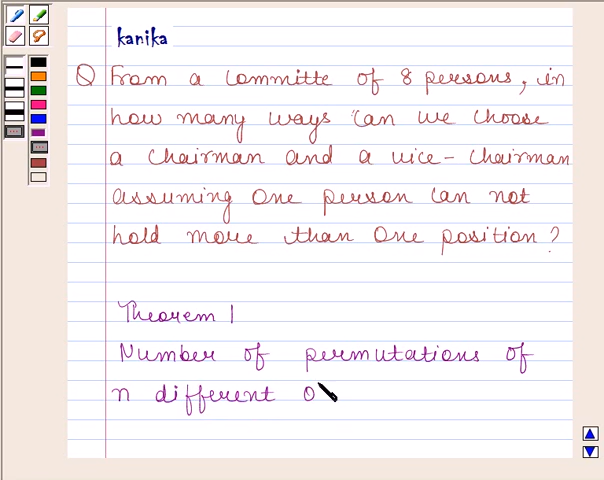 kanika
Q From a committe of 8 persons, in
how many ways can we choose
a chairman and a vice-chairman
assuming one person can not
hold more than one position?
Theorem 1
Number of permutations of
n different o